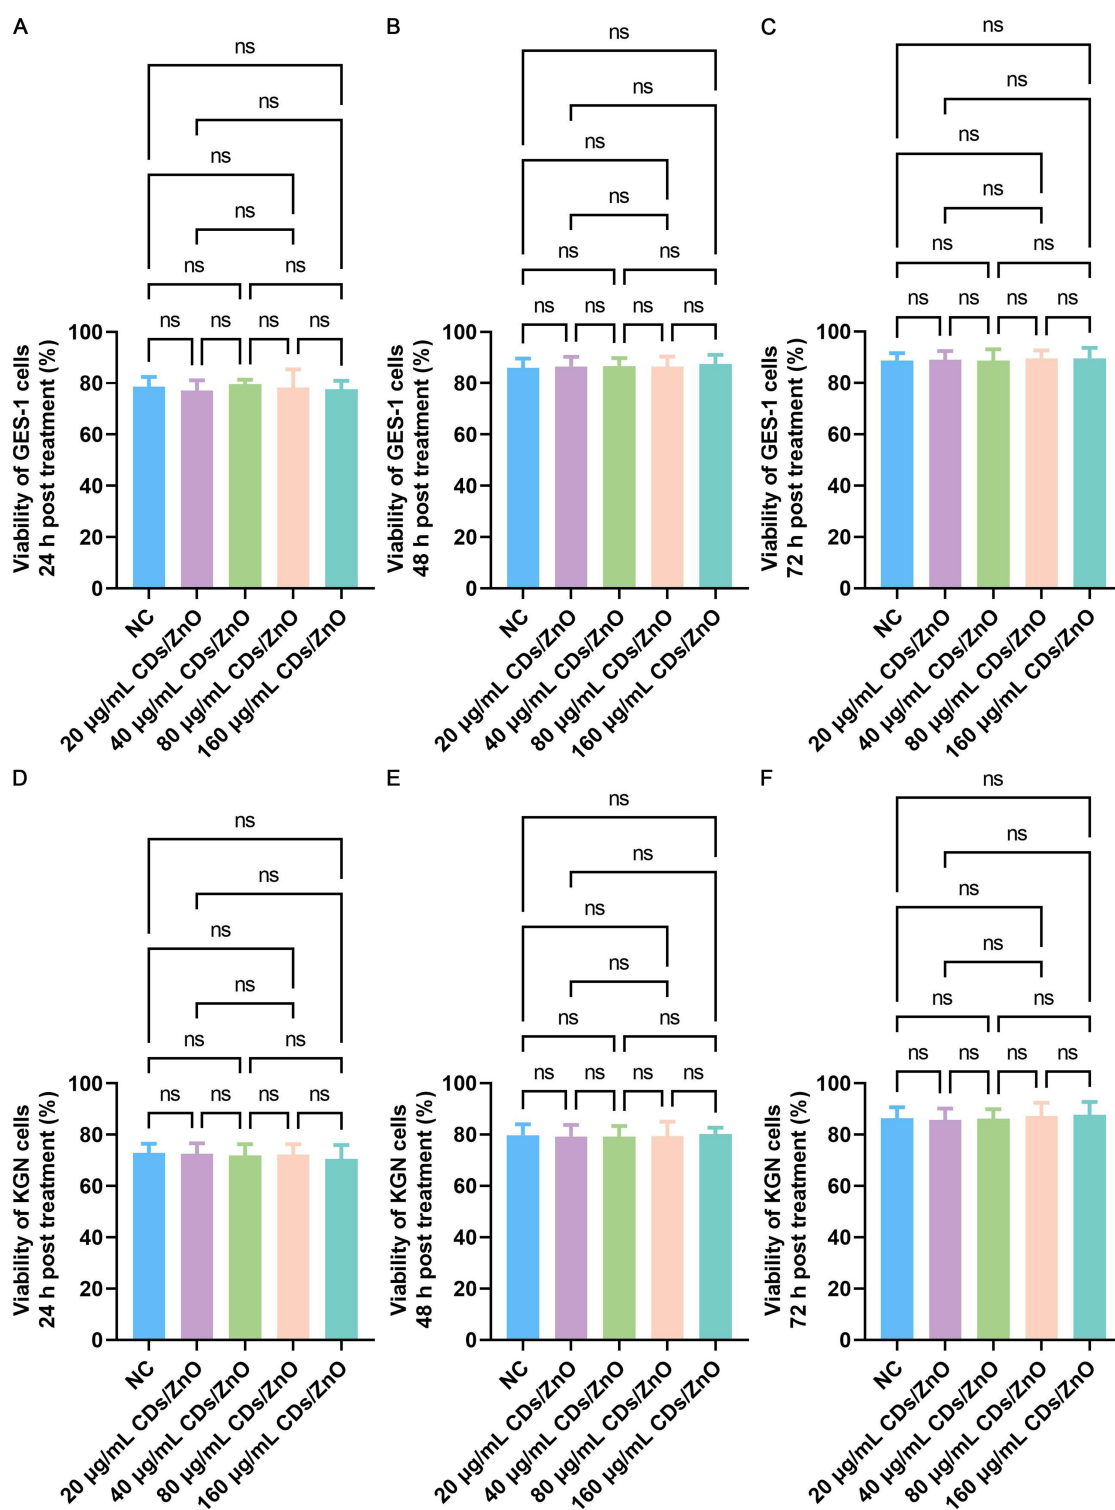 A
ns
ns
ns
ns
ns
ns
ns
ns
ns
ns
Viability of GES-1 cells
24 h post treatment (%)
100
80
60
40
20
0
NC
20 µg/mL CDs/ZnO
40 µg/mL CDs/ZnO
80 µg/mL CDs/ZnO
160 µg/mL CDs/ZnO
B
ns
ns
ns
ns
ns
ns
ns
ns
ns
ns
Viability of GES-1 cells
48 h post treatment (%)
100
80
60
40
20
0
NC
20 µg/mL CDs/ZnO
40 µg/mL CDs/ZnO
80 µg/mL CDs/ZnO
160 µg/mL CDs/ZnO
C
ns
ns
ns
ns
ns
ns
ns
ns
ns
ns
Viability of GES-1 cells
72 h post treatment (%)
100
80
60
40
20
0
NC
20 µg/mL CDs/ZnO
40 µg/mL CDs/ZnO
80 µg/mL CDs/ZnO
160 µg/mL CDs/ZnO
D
ns
ns
ns
ns
ns
ns
ns
ns
ns
ns
Viability of KGN cells
24 h post treatment (%)
100
80
60
40
20
0
NC
20 µg/mL CDs/ZnO
40 µg/mL CDs/ZnO
80 µg/mL CDs/ZnO
160 µg/mL CDs/ZnO
E
ns
ns
ns
ns
ns
ns
ns
ns
ns
ns
Viability of KGN cells
48 h post treatment (%)
100
80
60
40
20
0
NC
20 µg/mL CDs/ZnO
40 µg/mL CDs/ZnO
80 µg/mL CDs/ZnO
160 µg/mL CDs/ZnO
F
ns
ns
ns
ns
ns
ns
ns
ns
ns
ns
Viability of KGN cells
72 h post treatment (%)
100
80
60
40
20
0
NC
20 µg/mL CDs/ZnO
40 µg/mL CDs/ZnO
80 µg/mL CDs/ZnO
160 µg/mL CDs/ZnO